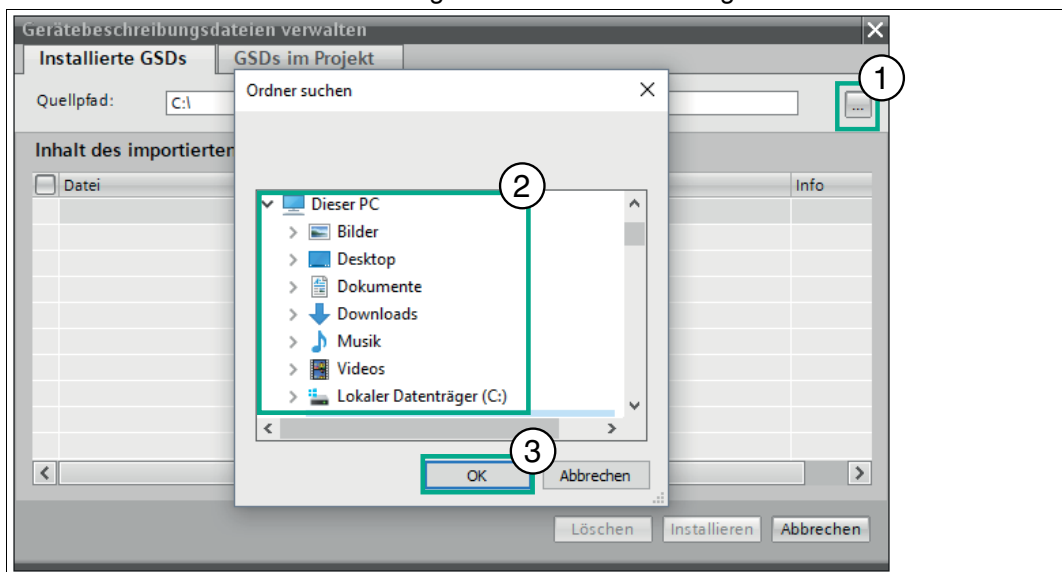 Gerätebeschreibungsdateien verwalten
Installierte GSDs GSDs im Projekt
1
Quellpfad: C:\ ...
Ordner suchen
Inhalt des importierten
Datei Info
2
Dieser PC
Bilder
Desktop
Dokumente
Downloads
Musik
Videos
Lokaler Datenträger (C:)
3
OK Abbrechen
Löschen Installieren Abbrechen